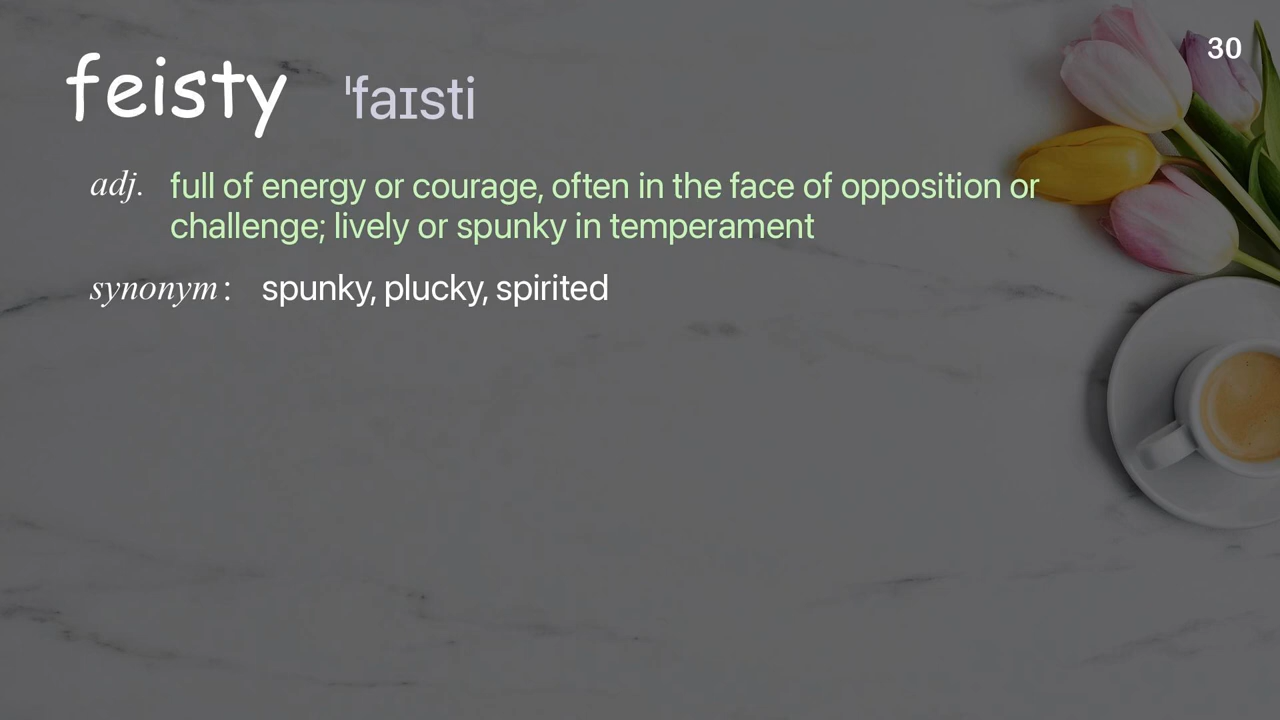 30
feisty ˈfaɪsti
adj. full of energy or courage, often in the face of opposition or
challenge; lively or spunky in temperament
synonym : spunky, plucky, spirited